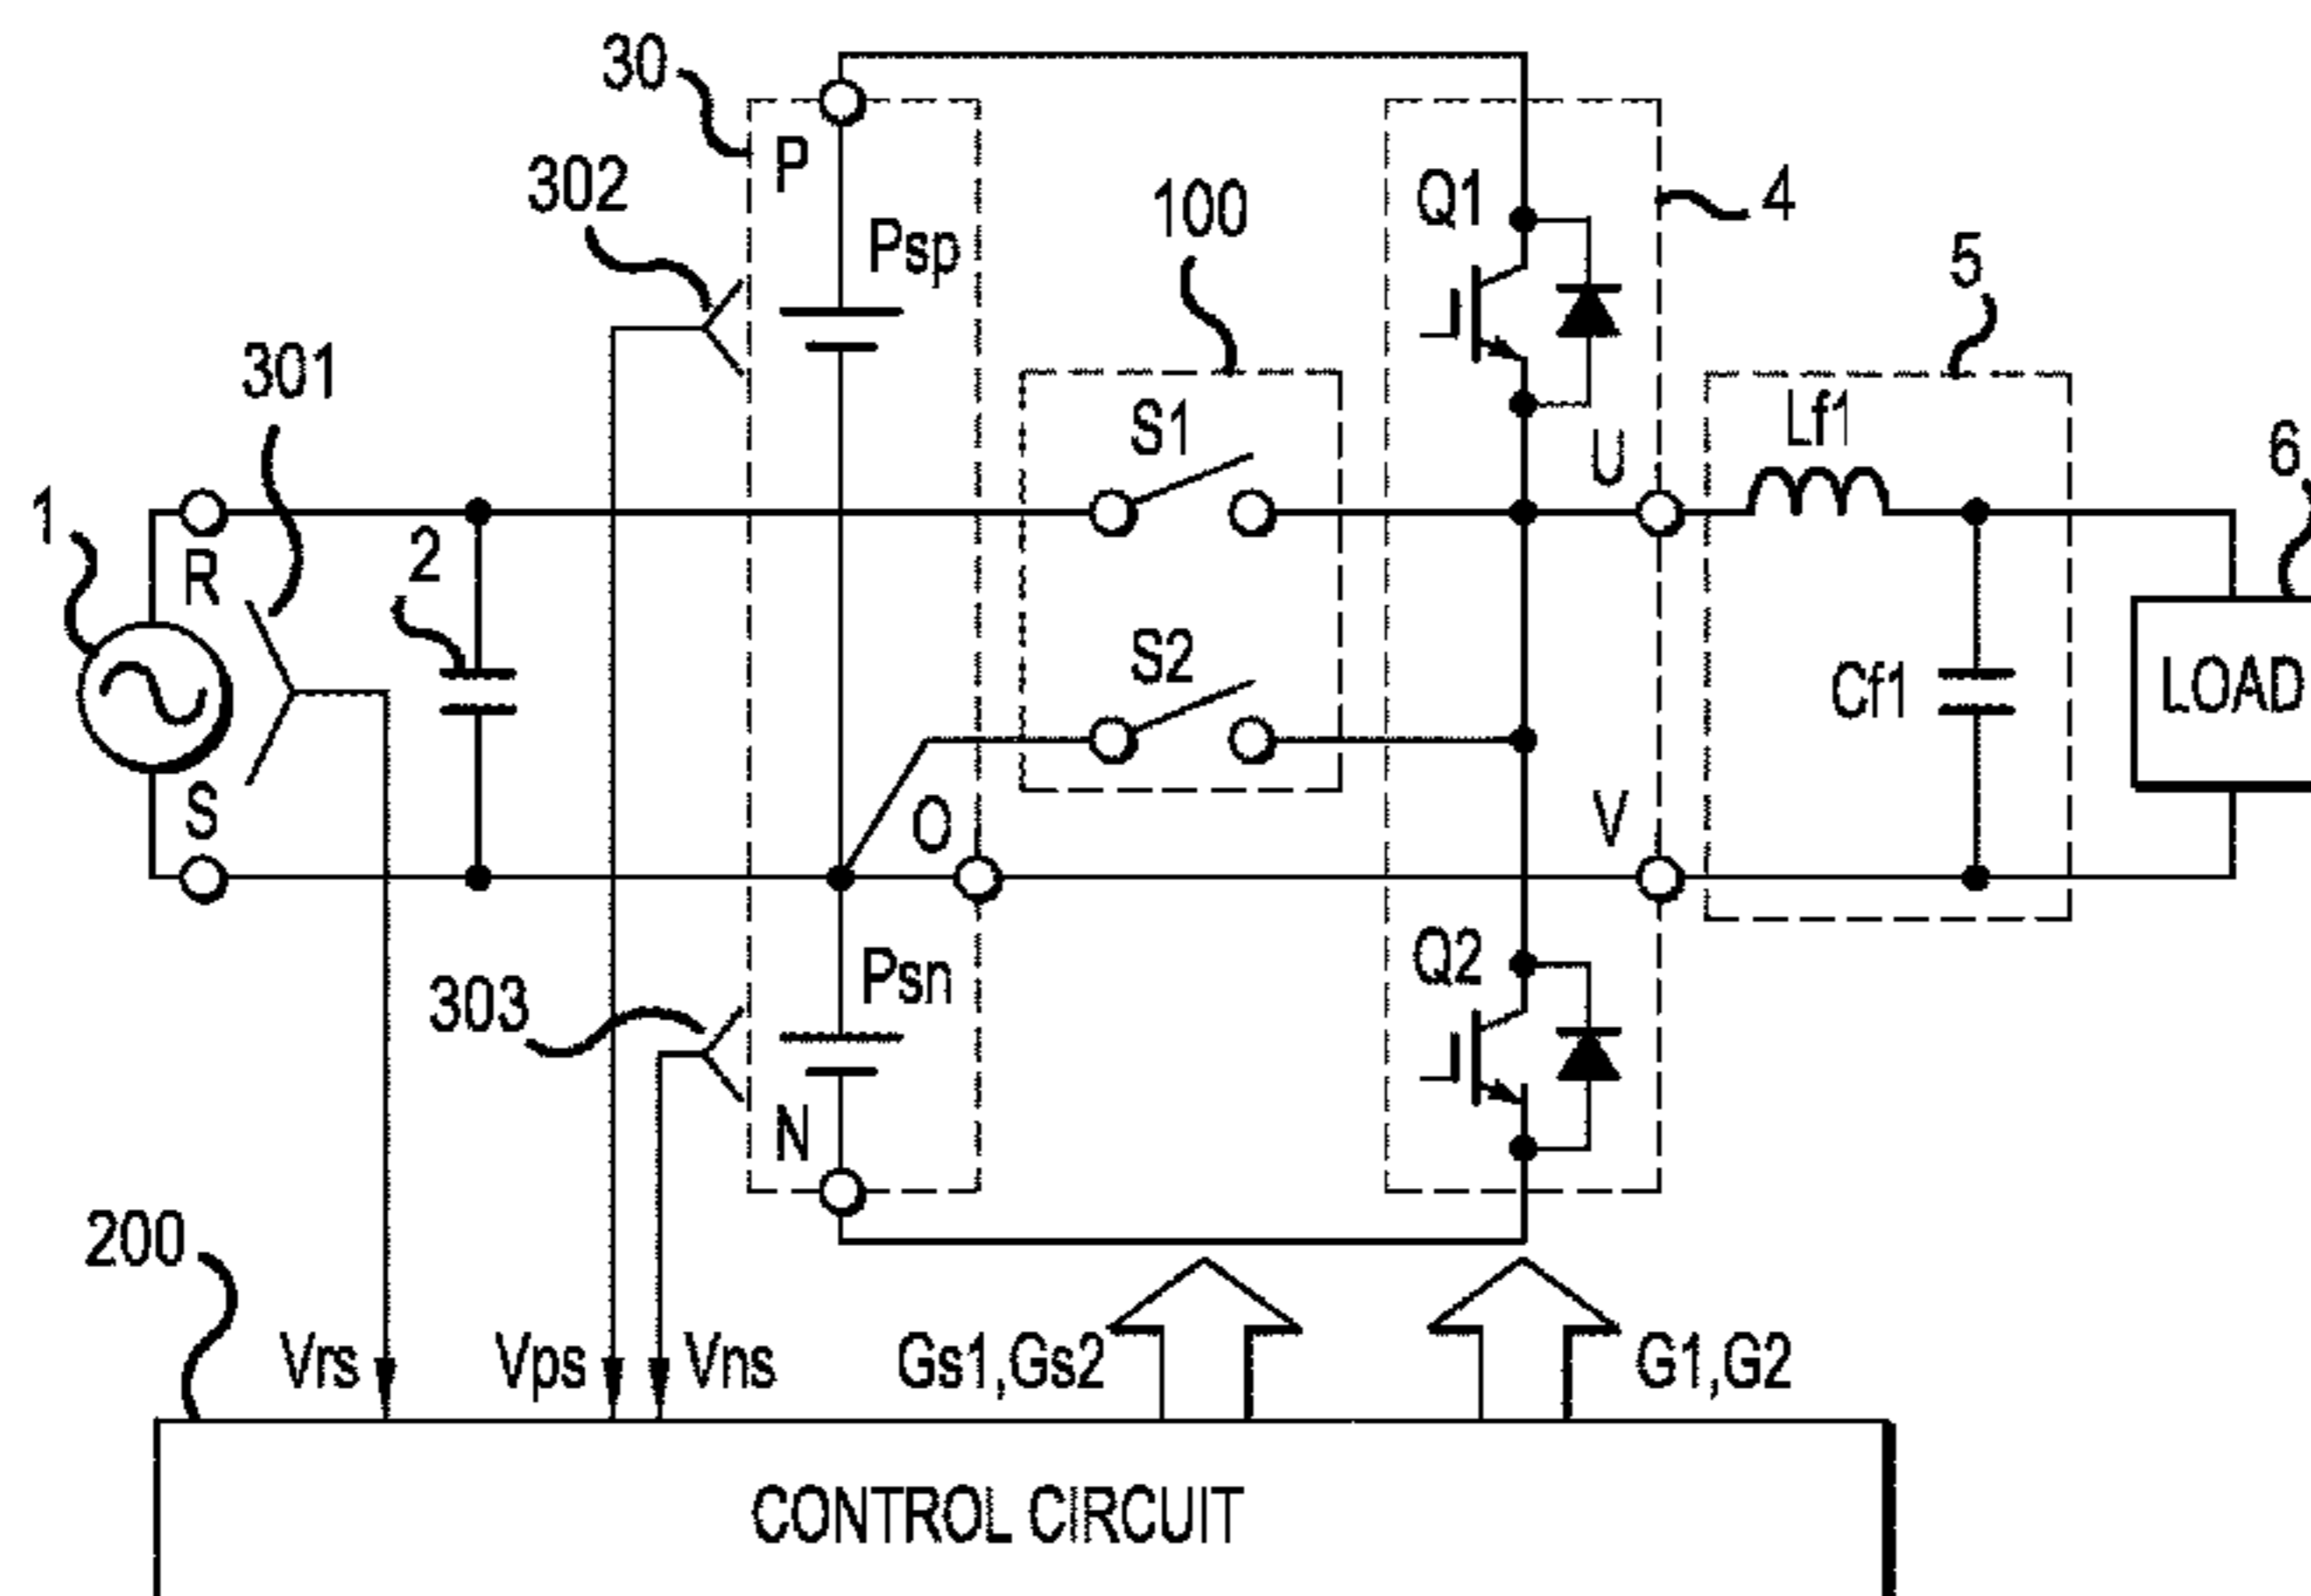 30
P
302
Psp
100
Q1
4
5
301
S1
U
Lf1
6
1
R
2
S2
Cf1
LOAD
S
O
V
303
Psn
Q2
N
200
Vrs
Vps
Vns
Gs1,Gs2
G1,G2
CONTROL CIRCUIT